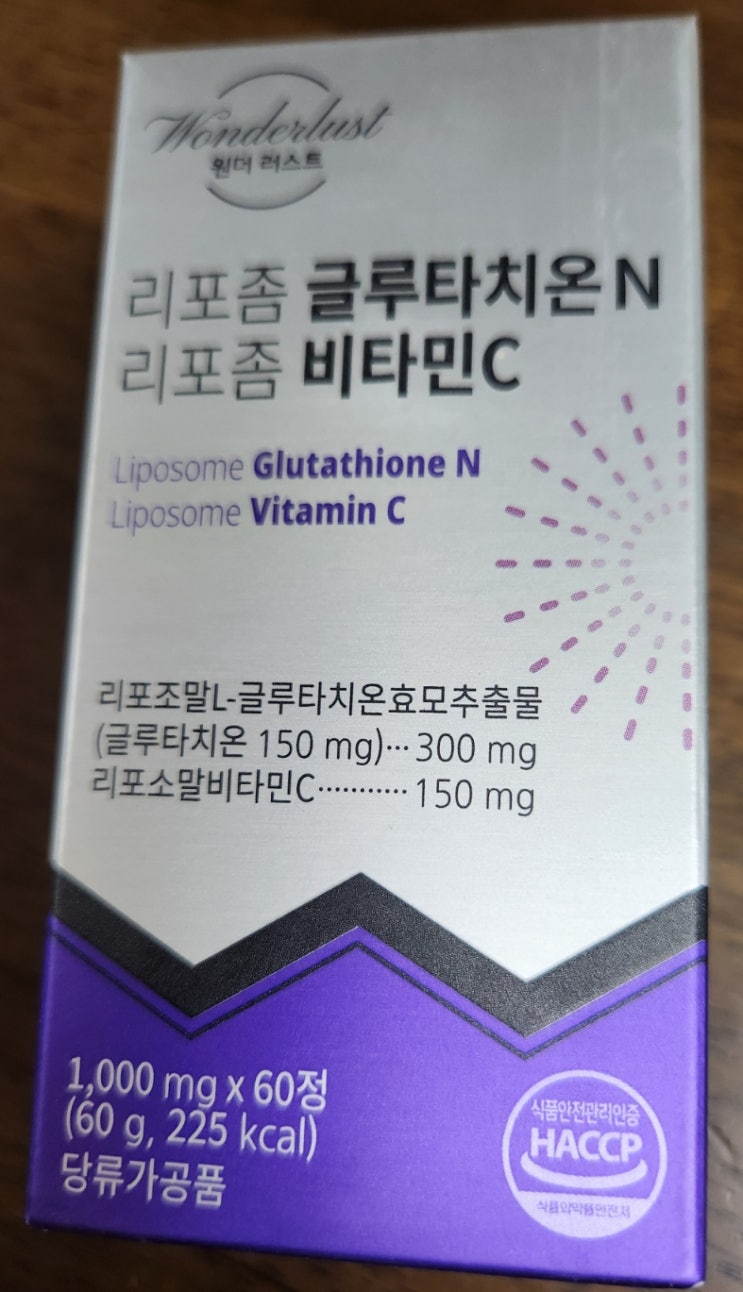 Wonderlust
원더 러스트
리포좀 글루타치온 N
리포좀 비타민C
Liposome Glutathione N
Liposome Vitamin C
리포조말L-글루타치온효모추출물
(글루타치온 150 mg)··· 300 mg
리포소말비타민C··········· 150 mg
1,000 mg x 60정
(60 g, 225 kcal)
당류가공품
식품안전관리인증
HACCP
식품의약품안전처